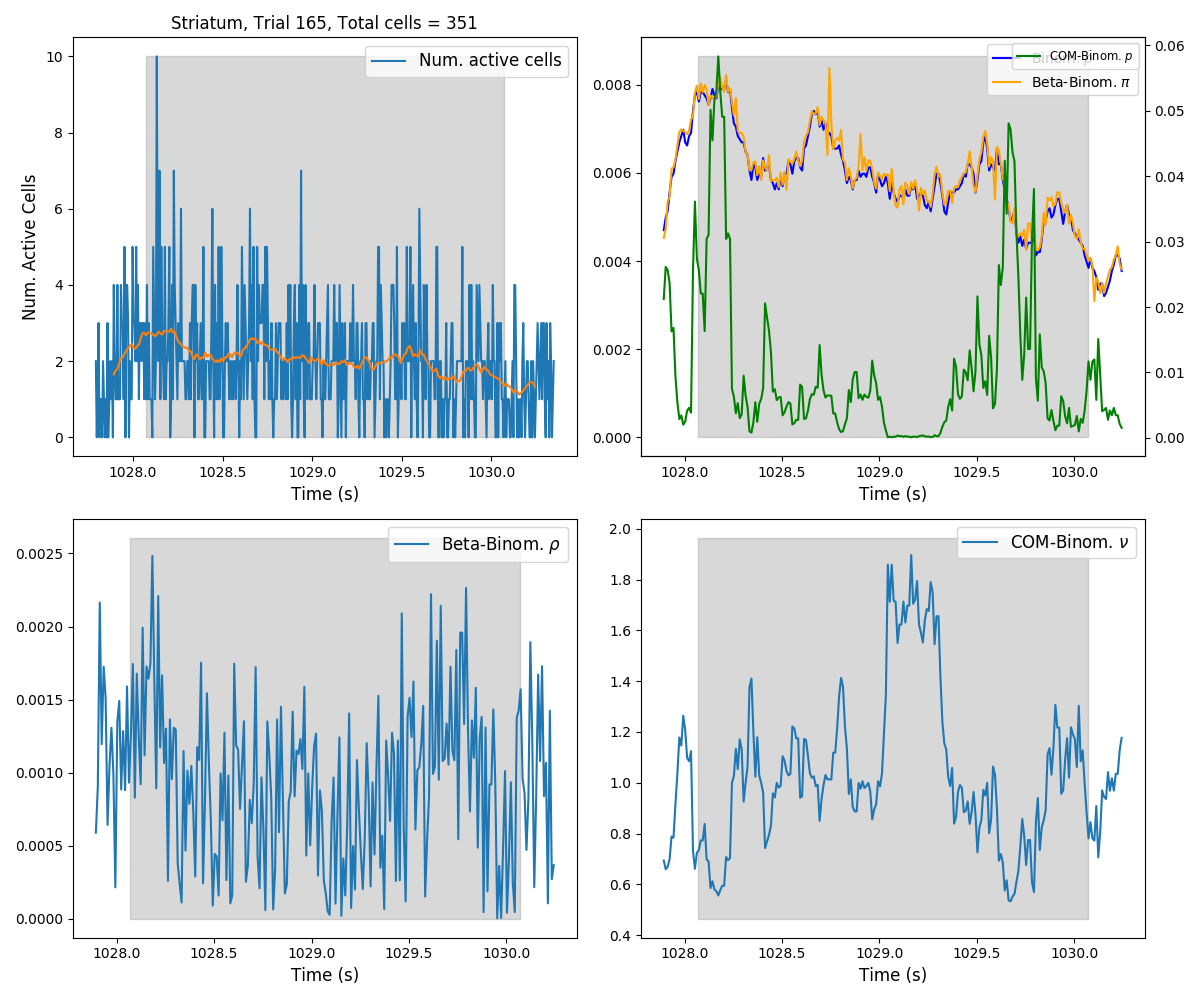 Striatum, Trial 165, Total cells = 351
Num. Active Cells
10
8
6
4
2
0
Num. active cells
1028.0 1028.5 1029.0 1029.5 1030.0
Time (s)
0.008
0.006
0.004
0.002
0.000
COM-Binom. p
Binom. p
Beta-Binom. π
0.06
0.05
0.04
0.03
0.02
0.01
0.00
1028.0 1028.5 1029.0 1029.5 1030.0
Time (s)
0.0025
0.0020
0.0015
0.0010
0.0005
0.0000
Beta-Binom. ρ
1028.0 1028.5 1029.0 1029.5 1030.0
Time (s)
2.0
1.8
1.6
1.4
1.2
1.0
0.8
0.6
0.4
COM-Binom. ν
1028.0 1028.5 1029.0 1029.5 1030.0
Time (s)